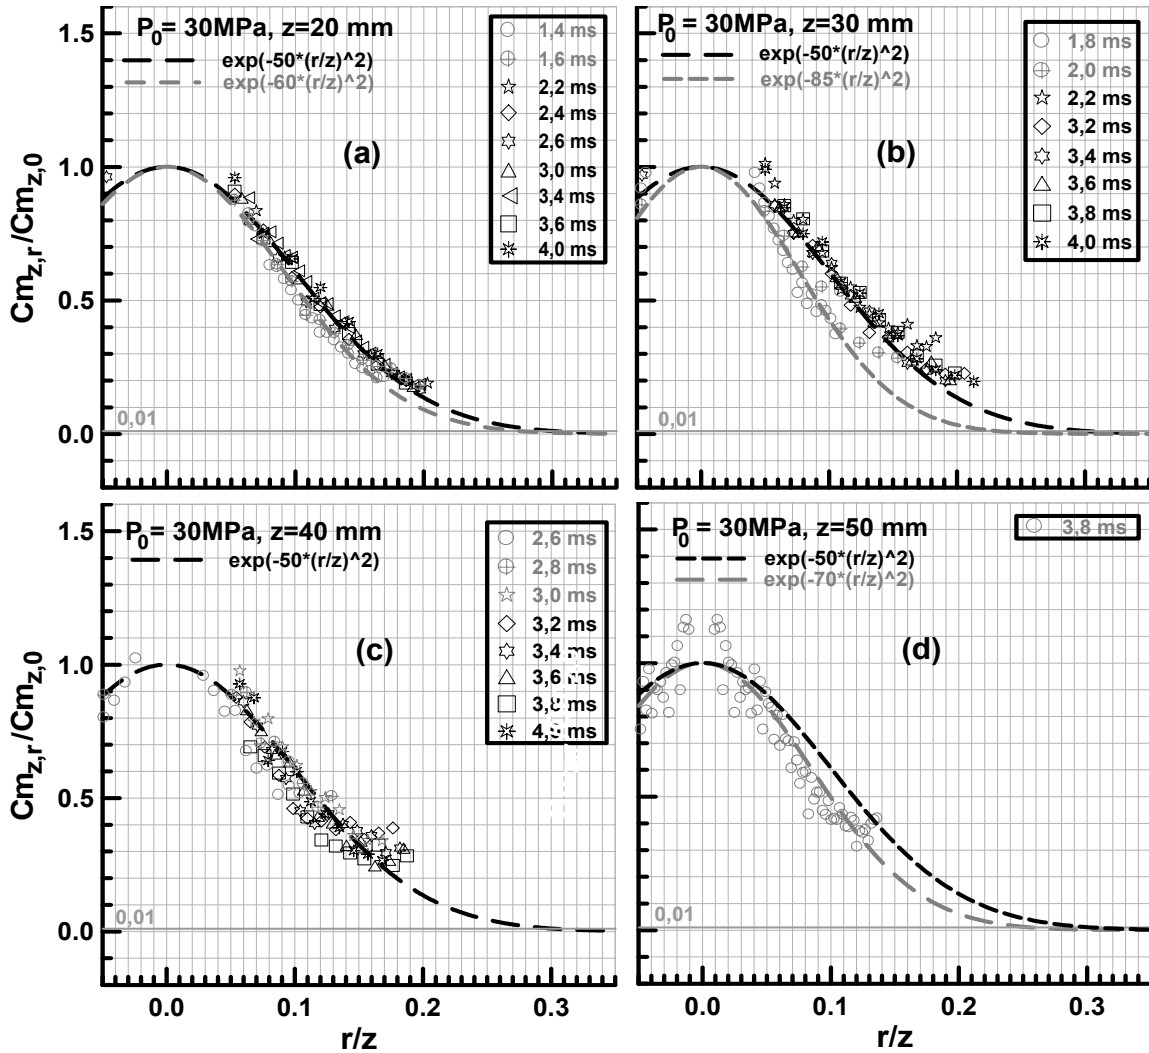 P0= 30MPa, z=20 mm
exp(-50*(r/z)^2)
exp(-60*(r/z)^2)
1,4 ms
1,6 ms
2,2 ms
2,4 ms
2,6 ms
3,0 ms
3,4 ms
3,6 ms
4,0 ms
(a)
1.5
1.0
0.5
0.0
0,01
Cmz,r/Cmz,0
P0 = 30MPa, z=30 mm
exp(-50*(r/z)^2)
exp(-85*(r/z)^2)
1,8 ms
2,0 ms
2,2 ms
3,2 ms
3,4 ms
3,6 ms
3,8 ms
4,0 ms
(b)
0,01
P0 = 30MPa, z=40 mm
exp(-50*(r/z)^2)
2,6 ms
2,8 ms
3,0 ms
3,2 ms
3,4 ms
3,6 ms
3,8 ms
(c)
1.5
1.0
0.5
0.0
0,01
Cmz,r/Cmz,0
0.0 0.1 0.2 0.3
r/z
P0 = 30MPa, z=50 mm
exp(-50*(r/z)^2)
exp(-70*(r/z)^2)
3,8 ms
(d)
0,01
0.0 0.1 0.2 0.3
r/z